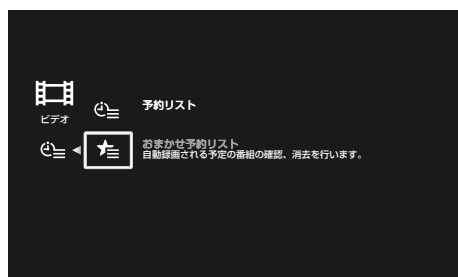 予約リスト
ビデオ
おまかせ予約リスト
自動録画される予定の番組の確認、消去を行います。